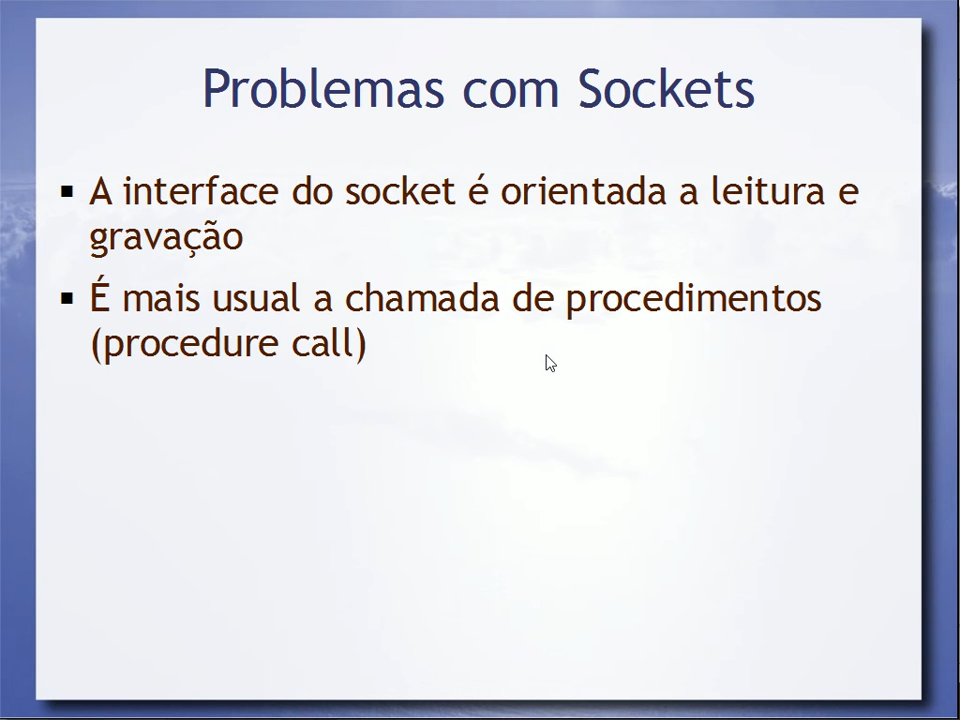 Problemas com Sockets
A interface do socket é orientada a leitura e
gravação
É mais usual a chamada de procedimentos
(procedure call)